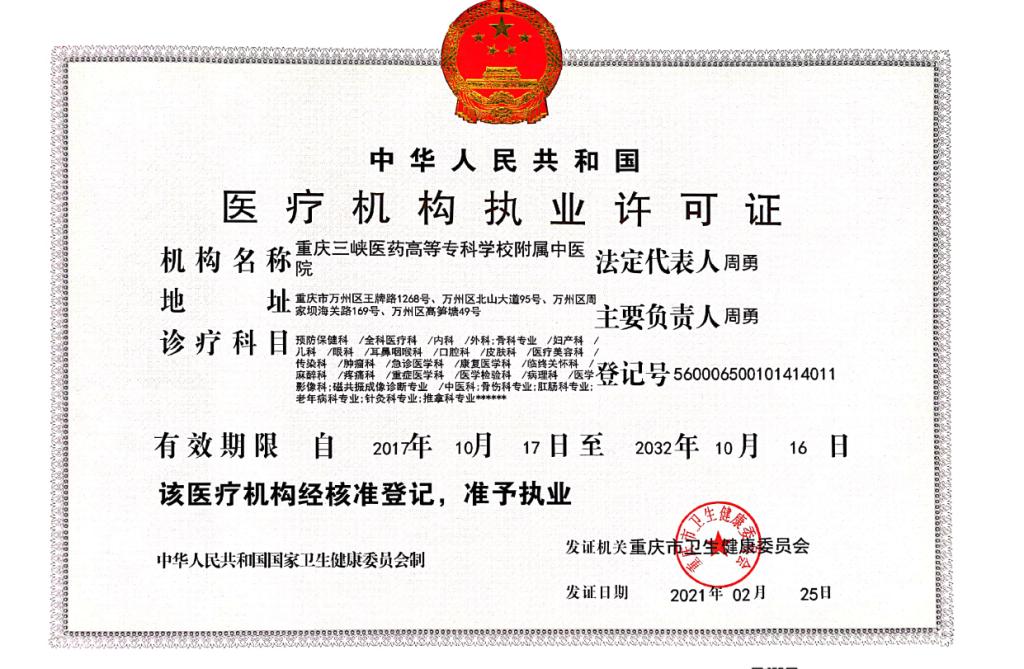 中华人民共和国
医疗机构执业许可证
机构名称 重庆三峡医药高等专科学校附属中医
院
法定代表人 周勇
地 址 重庆市万州区王牌路1268号、万州区北山大道95号、万州区周
家坝海关路169号、万州区高笋塘49号
主要负责人 周勇
诊疗科目 预防保健科 /全科医疗科 /内科 /外科;骨科专业 /妇产科 /
儿科 /眼科 /耳鼻咽喉科 /口腔科 /皮肤科 /医疗美容科 /
传染科 /肿瘤科 /急诊医学科 /康复医学科 /临终关怀科 /
麻醉科 /疼痛科 /重症医学科 /医学检验科 /病理科 /医学
影像科;磁共振成像诊断专业 /中医科;骨伤科专业;肛肠科专业;
老年病科专业;针灸科专业;推拿科专业******
登记号 560006500101414011
有效期限 自 2017年 10月 17日至 2032年 10月 16日
该医疗机构经核准登记，准予执业
中华人民共和国国家卫生健康委员会制
发证机关 重庆市卫生健康委员会
重庆市卫生健康委员会
发证日期 2021年 02月 25日